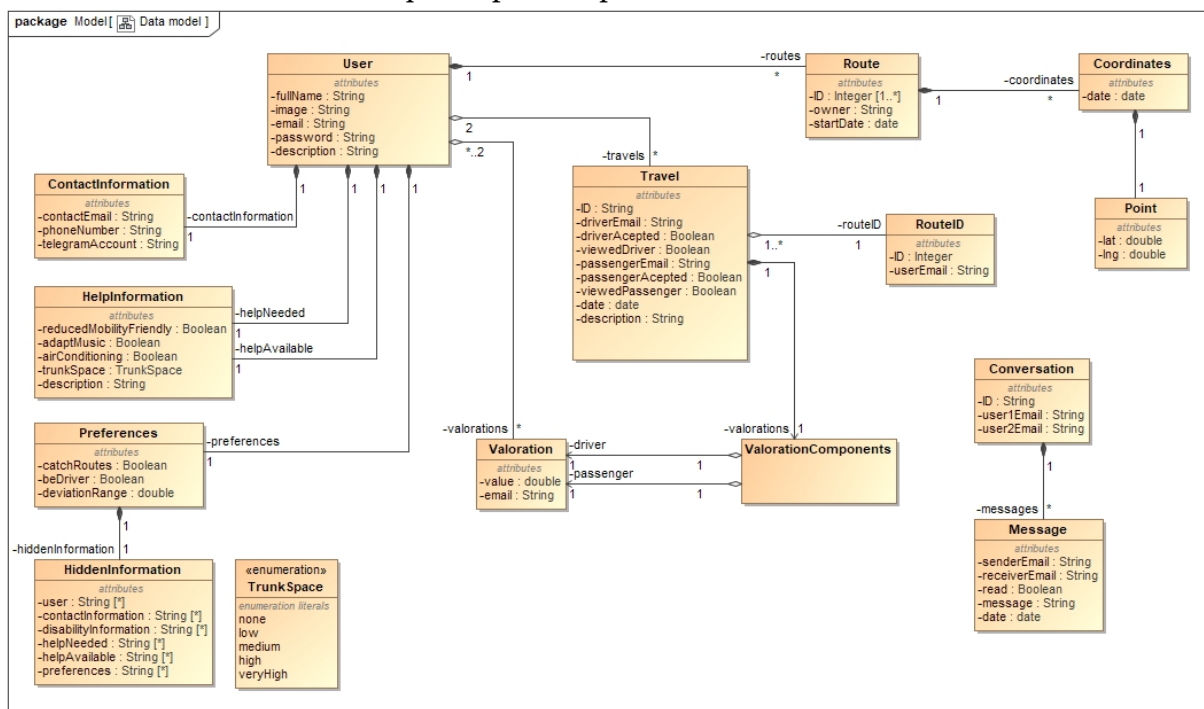 package Model[ Data model ]
User
attributes
-fullName : String
-image : String
-email : String
-password : String
-description : String
1
-routes
*
Route
attributes
-ID : Integer [1..*]
-owner : String
-startDate : date
1
-coordinates
*
Coordinates
attributes
-date : date
1
1
Point
attributes
-lat : double
-lng : double
2
-travels *
*..2
-valorations *
1
1
1
1
ContactInformation
attributes
-contactEmail : String
-phoneNumber : String
-telegramAccount : String
-contactInformation
1
HelpInformation
attributes
-reducedMobilityFriendly : Boolean
-adaptMusic : Boolean
-airConditioning : Boolean
-trunkSpace : TrunkSpace
-description : String
-helpNeeded
1
-helpAvailable
1
Travel
attributes
-ID : String
-driverEmail : String
-driverAcepted : Boolean
-viewedDriver : Boolean
-passengerEmail : String
-passengerAcepted : Boolean
-viewedPassenger : Boolean
-date : date
-description : String
1..*
-routeID
1
RouteID
attributes
-ID : Integer
-userEmail : String
1
-valorations 1
Preferences
attributes
-catchRoutes : Boolean
-beDriver : Boolean
-deviationRange : double
-preferences
1
1
-hiddenInformation 1
Valoration
attributes
-value : double
-email : String
-driver
1
1
-passenger
1
1
ValorationComponents
Conversation
attributes
-ID : String
-user1Email : String
-user2Email : String
1
-messages *
Message
attributes
-senderEmail : String
-receiverEmail : String
-read : Boolean
-message : String
-date : date
HiddenInformation
attributes
-user : String [*]
-contactInformation : String [*]
-disabilityInformation : String [*]
-helpNeeded : String [*]
-helpAvailable : String [*]
-preferences : String [*]
«enumeration»
TrunkSpace
enumeration literals
none
low
medium
high
veryHigh